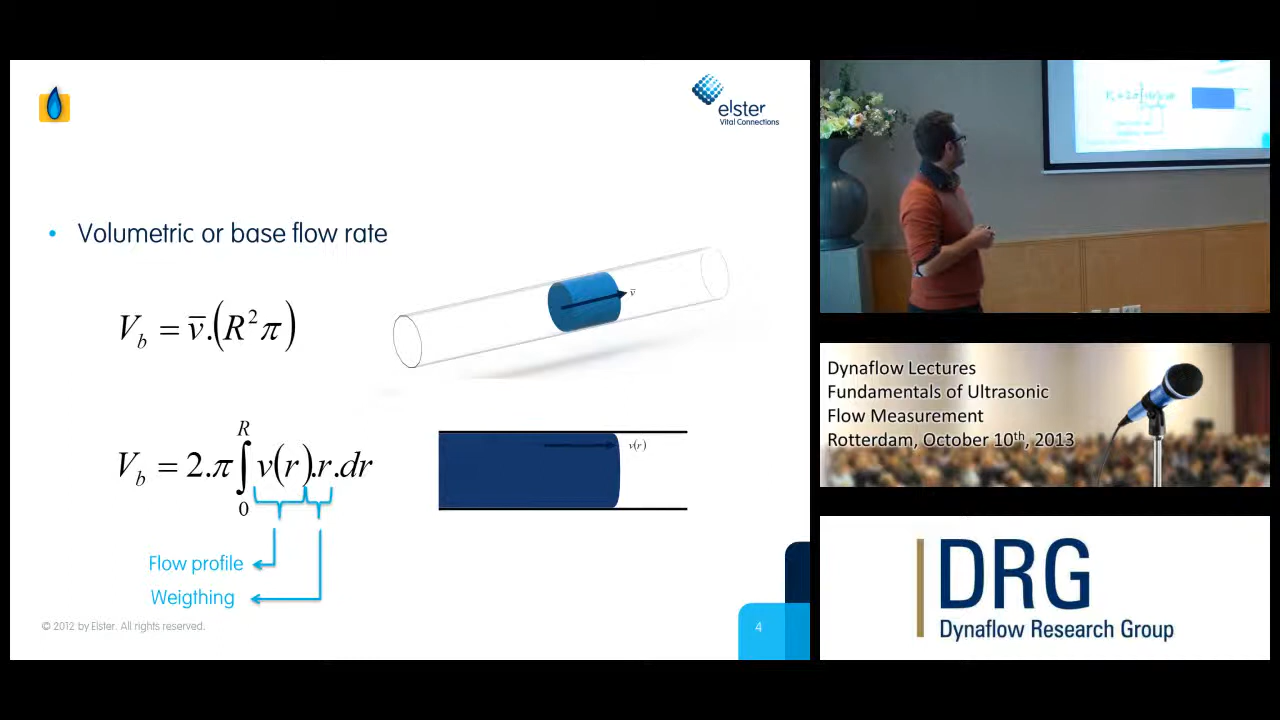 elster
Vital Connections
• Volumetric or base flow rate
V_b = v̄.(R²π)
v̄
V_b = 2.π∫₀ᴿ v(r).r.dr
v(r)
Flow profile
Weigthing
© 2012 by Elster. All rights reserved.
4
Dynaflow Lectures
Fundamentals of Ultrasonic
Flow Measurement
Rotterdam, October 10th, 2013
DRG
Dynaflow Research Group